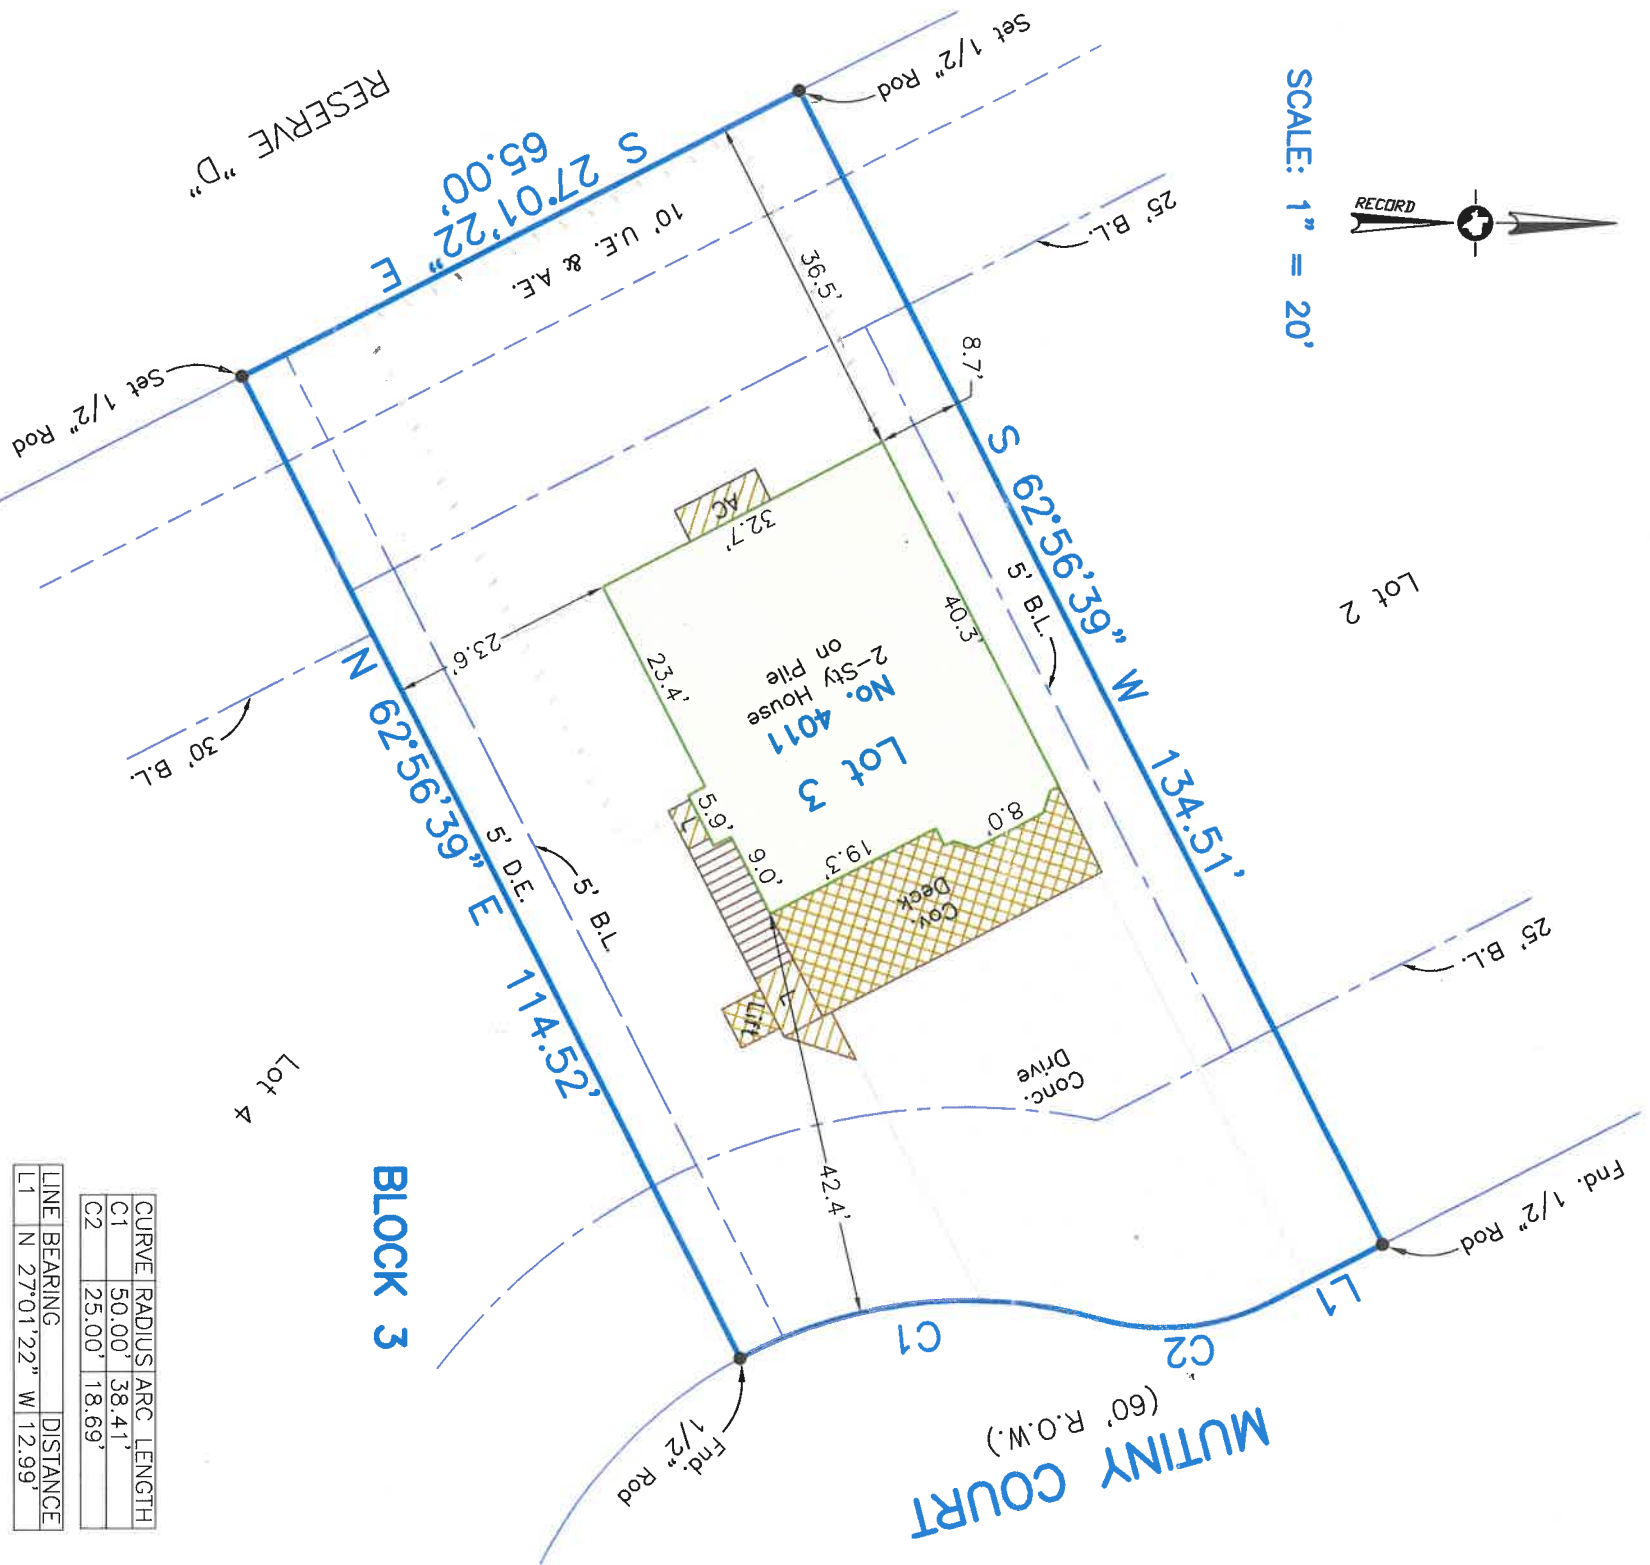 SCALE: 1" = 20'
RECORD
RESERVE "D"
Set 1/2" Rod
S 27°01'22" E
65.00'
10' U.E. & A.E.
25' B.L.
Set 1/2" Rod
36.5'
8.7'
S 62°56'39" W 134.51'
5' B.L.
Lot 2
AC
32.7'
40.3'
23.6'
23.4'
30' B.L.
N 62°56'39" E 114.52'
5' D.E.
5' B.L.
Lot 3
No. 4011
2-Sty House
on Pile
5.9'
9.0'
19.3'
8.0'
L
Cov.
Deck
L
Lift
Conc.
Drive
25' B.L.
42.4'
Lot 4
BLOCK 3
Fnd. 1/2" Rod
L1
C2
C1
Fnd.
1/2" Rod
MUTINY COURT
(60' R.O.W.)
CURVE RADIUS ARC LENGTH
C1 50.00' 38.41'
C2 25.00' 18.69'
LINE BEARING DISTANCE
L1 N 27°01'22" W 12.99'